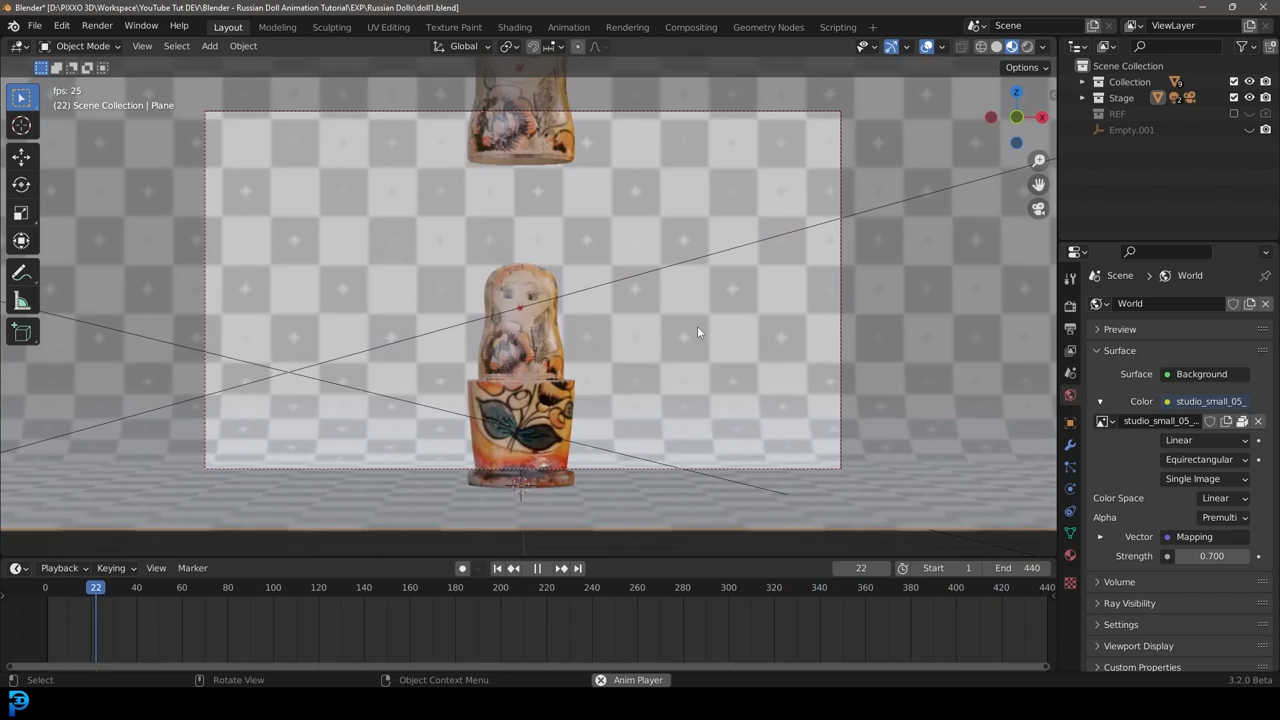 Blender* [D:\PIXXO 3D\Workspace\YouTube Tut DEV\Blender - Russian Doll Animation Tutorial\EXP\Russian Dolls\doll1.blend]
File Edit Render Window Help Layout Modeling Sculpting UV Editing Texture Paint Shading Animation Rendering Compositing Geometry Nodes Scripting Scene ViewLayer
Object Mode View Select Add Object Global
Options
fps: 25
(22) Scene Collection | Plane
Z
X
Scene Collection
Collection 9
Stage 2
REF
Empty.001
Scene World
World
Preview
Surface
Surface Background
Color studio_small_05_
studio_small_05_...
Linear
Equirectangular
Single Image
Color Space Linear
Alpha Premulti
Vector Mapping
Strength 0.700
Volume
Ray Visibility
Settings
Viewport Display
Custom Properties
Playback Keying View Marker 22 Start 1 End 440
0 22 40 60 80 100 120 140 160 180 200 220 240 260 280 300 320 340 360 380 400 420 440
Select Rotate View Object Context Menu Anim Player 3.2.0 Beta